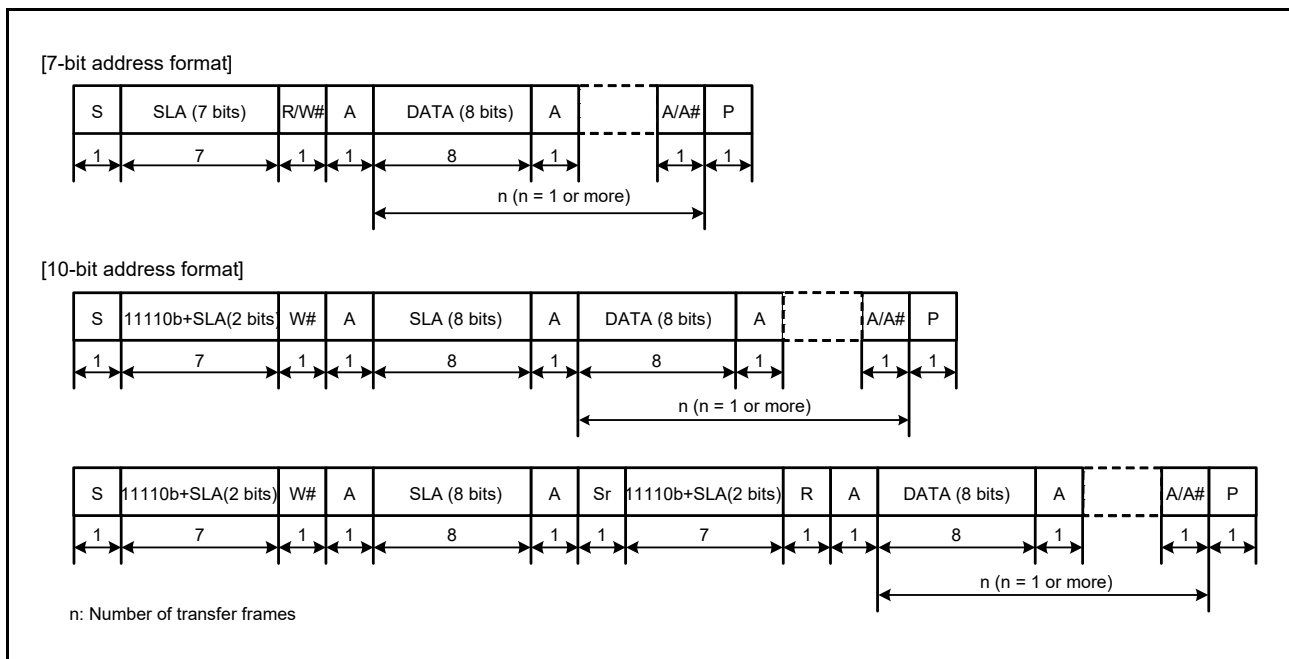 [7-bit address format]
S SLA (7 bits) R/W# A DATA (8 bits) A A/A# P
1 7 1 1 8 1 1 1
n (n = 1 or more)
[10-bit address format]
S 11110b+SLA(2 bits) W# A SLA (8 bits) A DATA (8 bits) A A/A# P
1 7 1 1 8 1 8 1 1 1
n (n = 1 or more)
S 11110b+SLA(2 bits) W# A SLA (8 bits) A Sr 11110b+SLA(2 bits) R A DATA (8 bits) A A/A# P
1 7 1 1 8 1 1 7 1 1 8 1 1 1
n (n = 1 or more)
n: Number of transfer frames